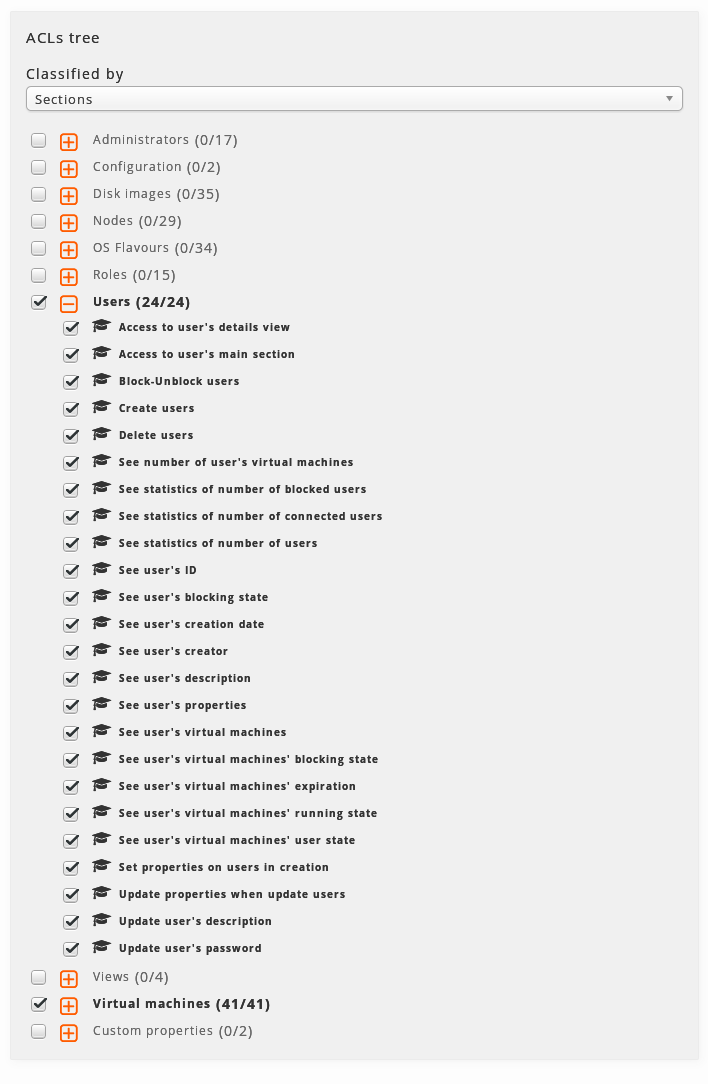 ACLs tree
Classified by
Sections
Administrators (0/17)
Configuration (0/2)
Disk images (0/35)
Nodes (0/29)
OS Flavours (0/34)
Roles (0/15)
Users (24/24)
Access to user's details view
Access to user's main section
Block-Unblock users
Create users
Delete users
See number of user's virtual machines
See statistics of number of blocked users
See statistics of number of connected users
See statistics of number of users
See user's ID
See user's blocking state
See user's creation date
See user's creator
See user's description
See user's properties
See user's virtual machines
See user's virtual machines' blocking state
See user's virtual machines' expiration
See user's virtual machines' running state
See user's virtual machines' user state
Set properties on users in creation
Update properties when update users
Update user's description
Update user's password
Views (0/4)
Virtual machines (41/41)
Custom properties (0/2)